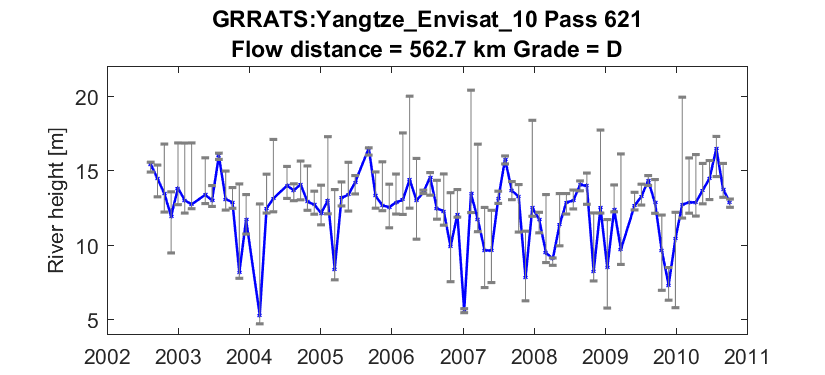 GRRATS:Yangtze_Envisat_10 Pass 621
Flow distance = 562.7 km Grade = D
River height [m]
20
15
10
5
2002 2003 2004 2005 2006 2007 2008 2009 2010 2011